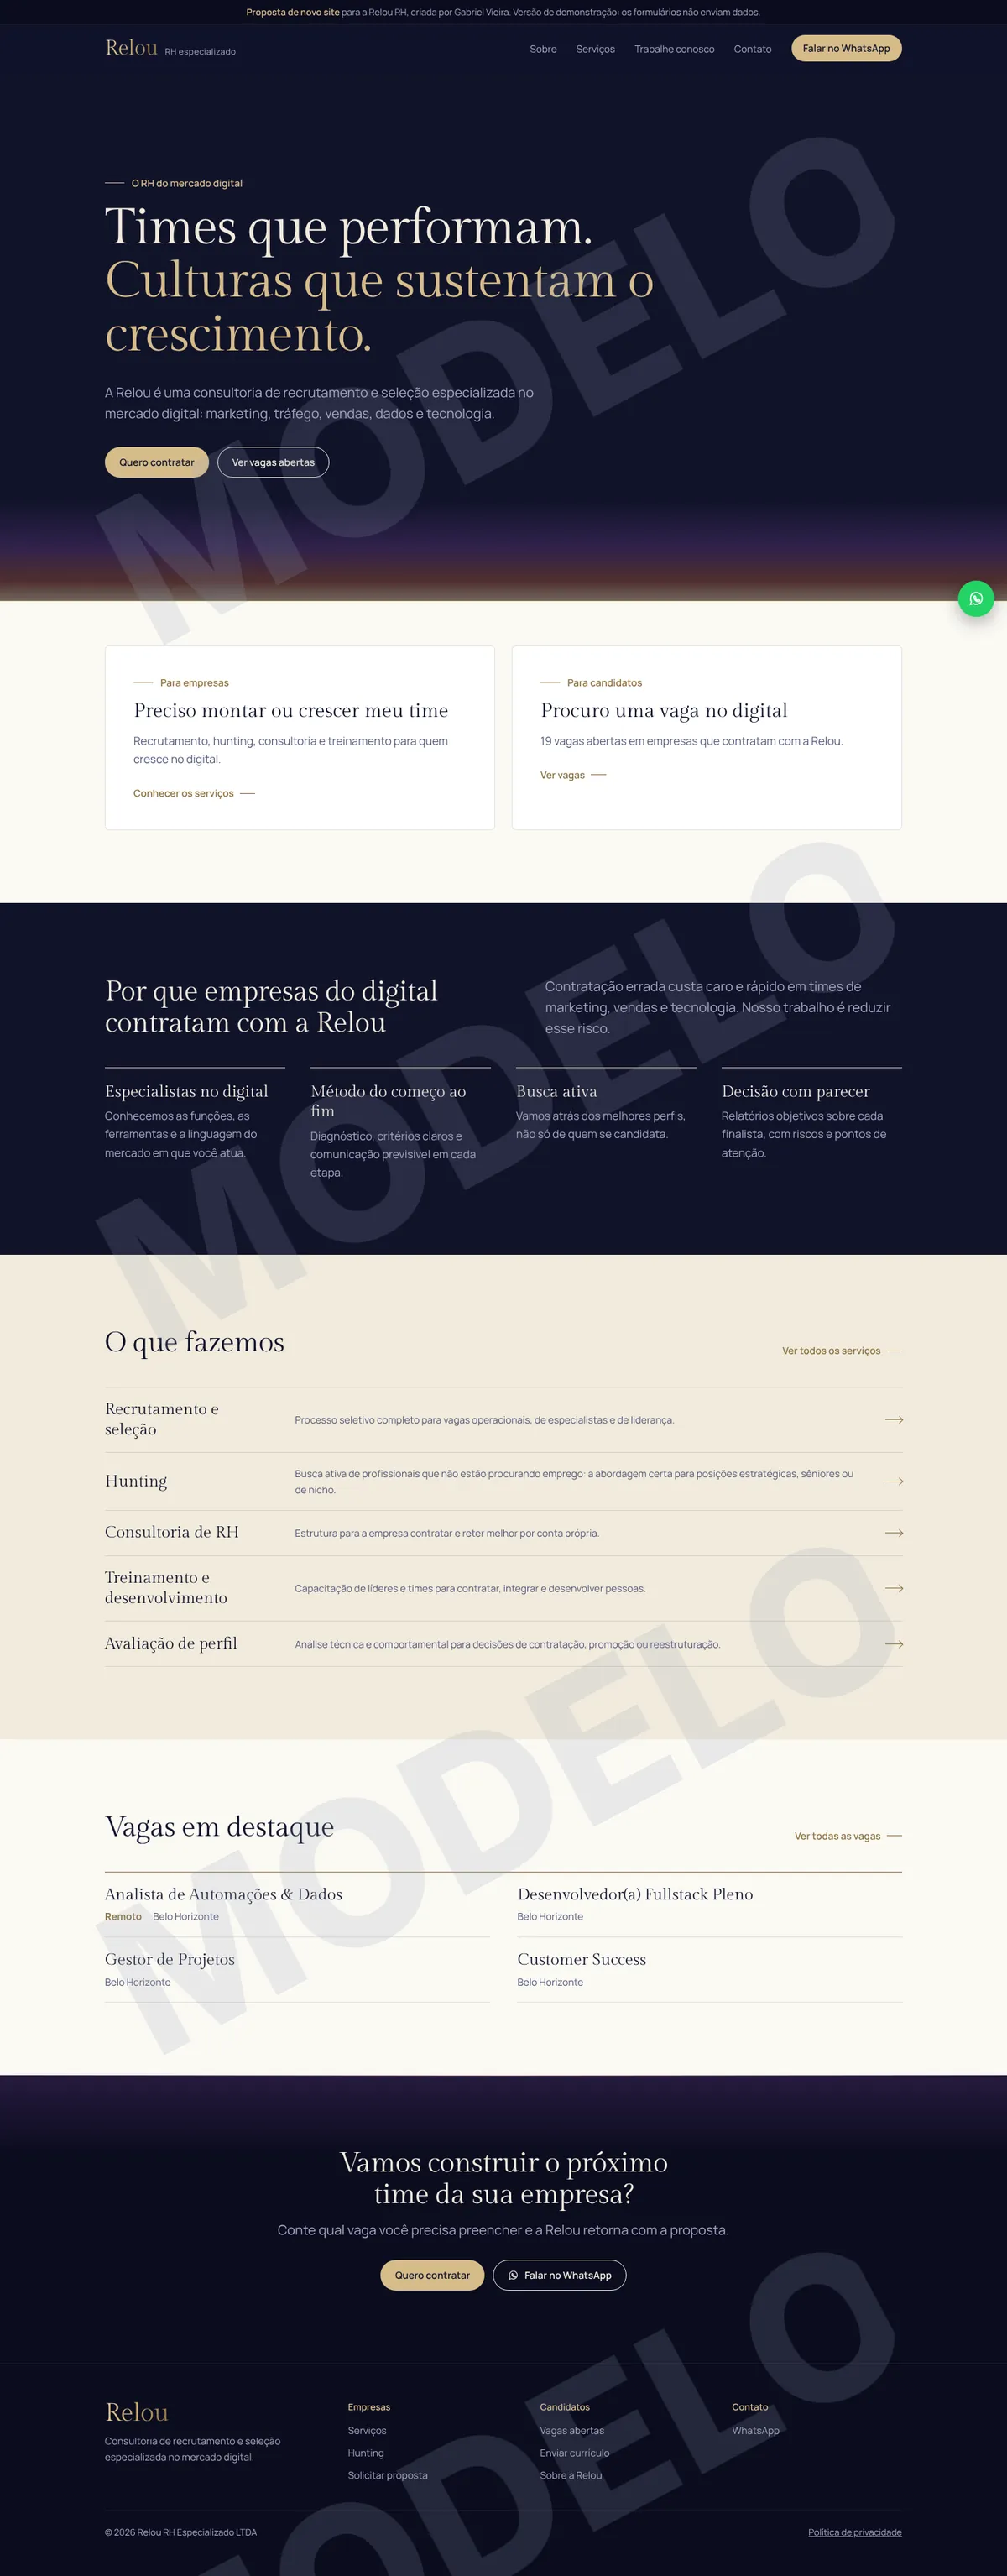 Proposta de novo site para a Relou RH, criada por Gabriel Vieira. Versão de demonstração: os formulários não enviam dados.
Relou RH especializado
Sobre Serviços Trabalhe conosco Contato Falar no WhatsApp
O RH do mercado digital
Times que performam.
Culturas que sustentam o
crescimento.
A Relou é uma consultoria de recrutamento e seleção especializada no
mercado digital: marketing, tráfego, vendas, dados e tecnologia.
Quero contratar Ver vagas abertas
MODELO
Para empresas
Preciso montar ou crescer meu time
Recrutamento, hunting, consultoria e treinamento para quem
cresce no digital.
Conhecer os serviços
Para candidatos
Procuro uma vaga no digital
19 vagas abertas em empresas que contratam com a Relou.
Ver vagas
Por que empresas do digital
contratam com a Relou
Contratação errada custa caro e rápido em times de
marketing, vendas e tecnologia. Nosso trabalho é reduzir
esse risco.
Especialistas no digital
Conhecemos as funções, as
ferramentas e a linguagem do
mercado em que você atua.
Método do começo ao
fim
Diagnóstico, critérios claros e
comunicação previsível em cada
etapa.
Busca ativa
Vamos atrás dos melhores perfis,
não só de quem se candidata.
Decisão com parecer
Relatórios objetivos sobre cada
finalista, com riscos e pontos de
atenção.
MODELO
O que fazemos
Ver todos os serviços
Recrutamento e
seleção
Processo seletivo completo para vagas operacionais, de especialistas e de liderança.
Hunting
Busca ativa de profissionais que não estão procurando emprego: a abordagem certa para posições estratégicas, sêniores ou
de nicho.
Consultoria de RH
Estrutura para a empresa contratar e reter melhor por conta própria.
Treinamento e
desenvolvimento
Capacitação de líderes e times para contratar, integrar e desenvolver pessoas.
Avaliação de perfil
Análise técnica e comportamental para decisões de contratação, promoção ou reestruturação.
MODELO
Vagas em destaque
Ver todas as vagas
Analista de Automações & Dados
Remoto Belo Horizonte
Desenvolvedor(a) Fullstack Pleno
Belo Horizonte
Gestor de Projetos
Belo Horizonte
Customer Success
Belo Horizonte
Vamos construir o próximo
time da sua empresa?
Conte qual vaga você precisa preencher e a Relou retorna com a proposta.
Quero contratar Falar no WhatsApp
MODELO
Relou
Consultoria de recrutamento e seleção
especializada no mercado digital.
Empresas
Serviços
Hunting
Solicitar proposta
Candidatos
Vagas abertas
Enviar currículo
Sobre a Relou
Contato
WhatsApp
© 2026 Relou RH Especializado LTDA
Política de privacidade